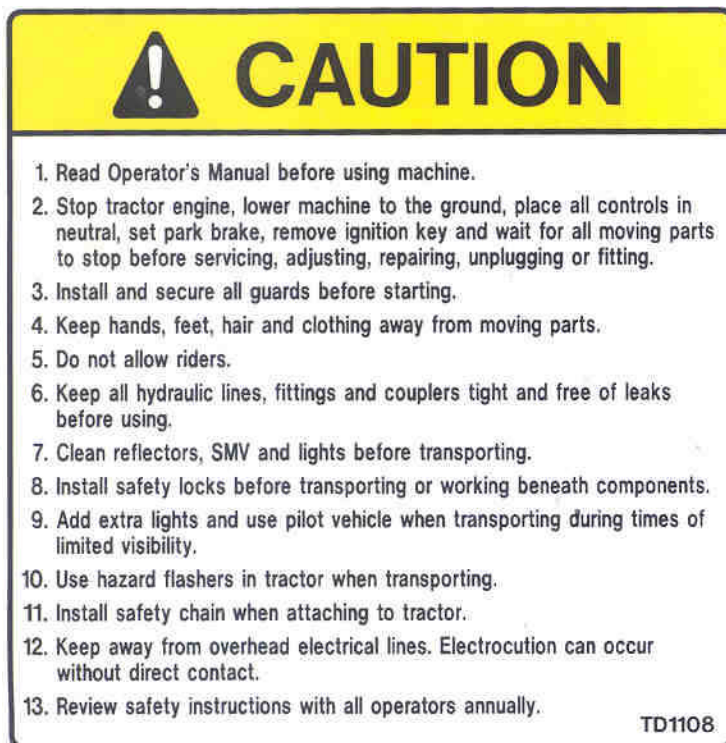 CAUTION
1. Read Operator's Manual before using machine.
2. Stop tractor engine, lower machine to the ground, place all controls in
neutral, set park brake, remove ignition key and wait for all moving parts
to stop before servicing, adjusting, repairing, unplugging or fitting.
3. Install and secure all guards before starting.
4. Keep hands, feet, hair and clothing away from moving parts.
5. Do not allow riders.
6. Keep all hydraulic lines, fittings and couplers tight and free of leaks
before using.
7. Clean reflectors, SMV and lights before transporting.
8. Install safety locks before transporting or working beneath components.
9. Add extra lights and use pilot vehicle when transporting during times of
limited visibility.
10. Use hazard flashers in tractor when transporting.
11. Install safety chain when attaching to tractor.
12. Keep away from overhead electrical lines. Electrocution can occur
without direct contact.
13. Review safety instructions with all operators annually.
TD1108